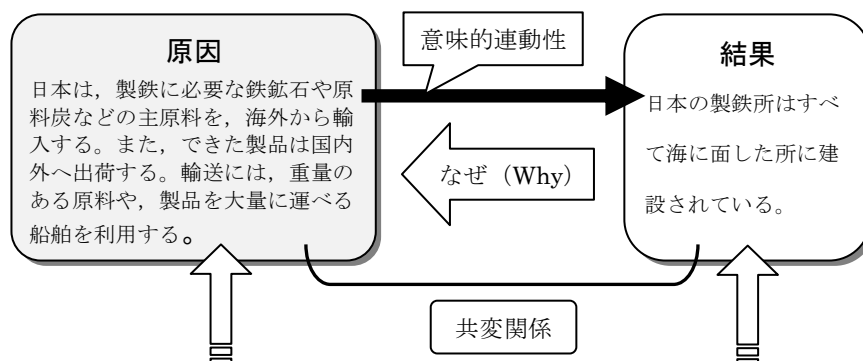 原因
日本は，製鉄に必要な鉄鉱石や原
料炭などの主原料を，海外から輸
入する。また，できた製品は国内
外へ出荷する。輸送には，重量の
ある原料や，製品を大量に運べる
船舶を利用する。
意味的連動性
なぜ（Why）
結果
日本の製鉄所はすべ
て海に面した所に建
設されている。
共変関係